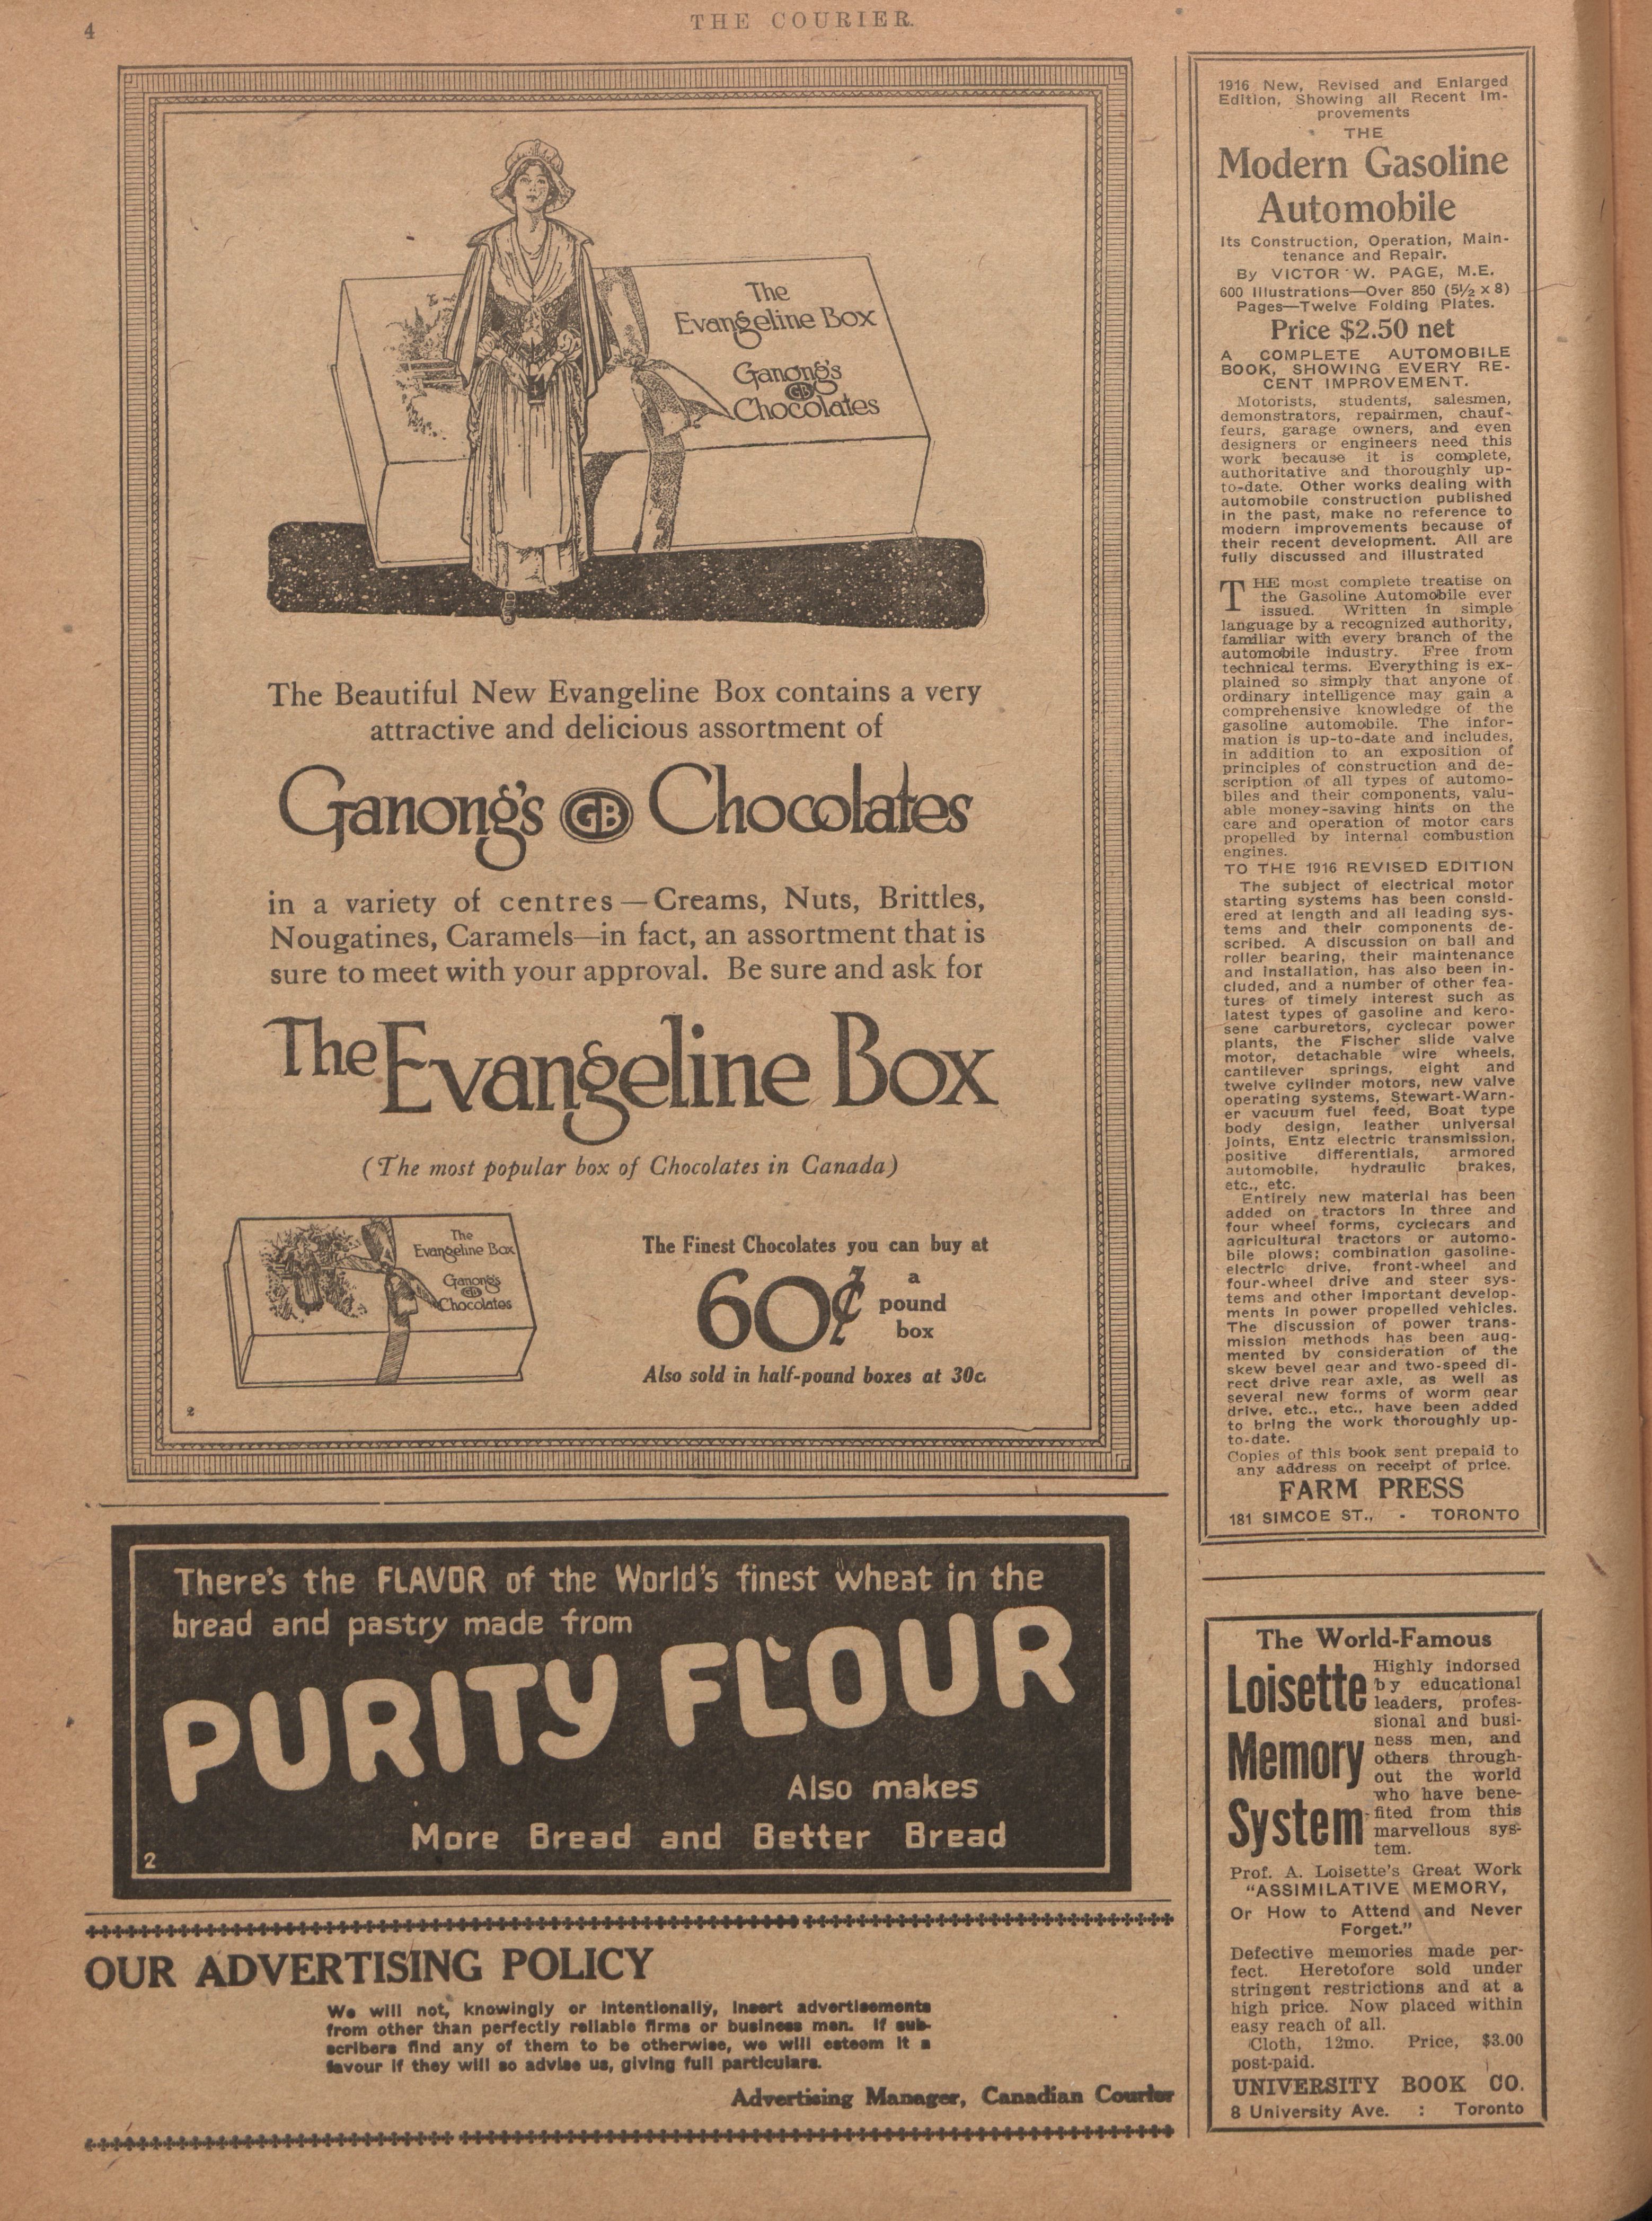 4
THE COURIER.
The
Evangeline Box
Ganong's
GB
Chocolates
The Beautiful New Evangeline Box contains a very
attractive and delicious assortment of
Ganong's GB Chocolates
in a variety of centres—Creams, Nuts, Brittles,
Nougatines, Caramels—in fact, an assortment that is
sure to meet with your approval. Be sure and ask for
The Evangeline Box
(The most popular box of Chocolates in Canada)
The
Evangeline Box
Ganong's
GB
Chocolates
The Finest Chocolates you can buy at
60¢ a
pound
box
Also sold in half-pound boxes at 30c.
2
There's the FLAVOR of the World's finest wheat in the
bread and pastry made from
PURITY FLOUR
Also makes
More Bread and Better Bread
2
OUR ADVERTISING POLICY
We will not, knowingly or intentionally, insert advertisements
from other than perfectly reliable firms or business men. If sub-
scribers find any of them to be otherwise, we will esteem it a
favour if they will so advise us, giving full particulars.
Advertising Manager, Canadian Courier
1916 New, Revised and Enlarged
Edition, Showing all Recent Im-
provements
THE
Modern Gasoline
Automobile
Its Construction, Operation, Main-
tenance and Repair.
By VICTOR W. PAGE, M.E.
600 Illustrations—Over 850 (5½ x 8)
Pages—Twelve Folding Plates.
Price $2.50 net
A COMPLETE AUTOMOBILE
BOOK, SHOWING EVERY RE-
CENT IMPROVEMENT.
Motorists, students, salesmen,
demonstrators, repairmen, chauf-
feurs, garage owners, and even
designers or engineers need this
work because it is complete,
authoritative and thoroughly up-
to-date. Other works dealing with
automobile construction published
in the past, make no reference to
modern improvements because of
their recent development. All are
fully discussed and illustrated
THE most complete treatise on
the Gasoline Automobile ever
issued. Written in simple
language by a recognized authority,
familiar with every branch of the
automobile industry. Free from
technical terms. Everything is ex-
plained so simply that anyone of
ordinary intelligence may gain a
comprehensive knowledge of the
gasoline automobile. The infor-
mation is up-to-date and includes,
in addition to an exposition of
principles of construction and de-
scription of all types of automo-
biles and their components, valu-
able money-saving hints on the
care and operation of motor cars
propelled by internal combustion
engines.
TO THE 1916 REVISED EDITION
The subject of electrical motor
starting systems has been consid-
ered at length and all leading sys-
tems and their components de-
scribed. A discussion on ball and
roller bearing, their maintenance
and installation, has also been in-
cluded, and a number of other fea-
tures of timely interest such as
latest types of gasoline and kero-
sene carburetors, cyclecar power
plants, the Fischer slide valve
motor, detachable wire wheels,
cantilever springs, eight and
twelve cylinder motors, new valve
operating systems, Stewart-Warn-
er vacuum fuel feed, Boat type
body design, leather universal
joints, Entz electric transmission,
positive differentials, armored
automobile, hydraulic brakes,
etc., etc.
Entirely new material has been
added on tractors in three and
four wheel forms, cyclecars and
agricultural tractors or automo-
bile plows; combination gasoline-
electric drive, front-wheel and
four-wheel drive and steer sys-
tems and other important develop-
ments in power propelled vehicles.
The discussion of power trans-
mission methods has been aug-
mented by consideration of the
skew bevel gear and two-speed di-
rect drive rear axle, as well as
several new forms of worm gear
drive, etc., etc., have been added
to bring the work thoroughly up-
to-date.
Copies of this book sent prepaid to
any address on receipt of price.
FARM PRESS
181 SIMCOE ST., - TORONTO
The World-Famous
Loisette
Memory
System
Highly indorsed
by educational
leaders, profes-
sional and busi-
ness men, and
others through-
out the world
who have bene-
fited from this
marvellous sys-
tem.
Prof. A. Loisette's Great Work
"ASSIMILATIVE MEMORY,
Or How to Attend and Never
Forget."
Defective memories made per-
fect. Heretofore sold under
stringent restrictions and at a
high price. Now placed within
easy reach of all.
Cloth, 12mo. Price, $3.00
post-paid.
UNIVERSITY BOOK CO.
8 University Ave. : Toronto